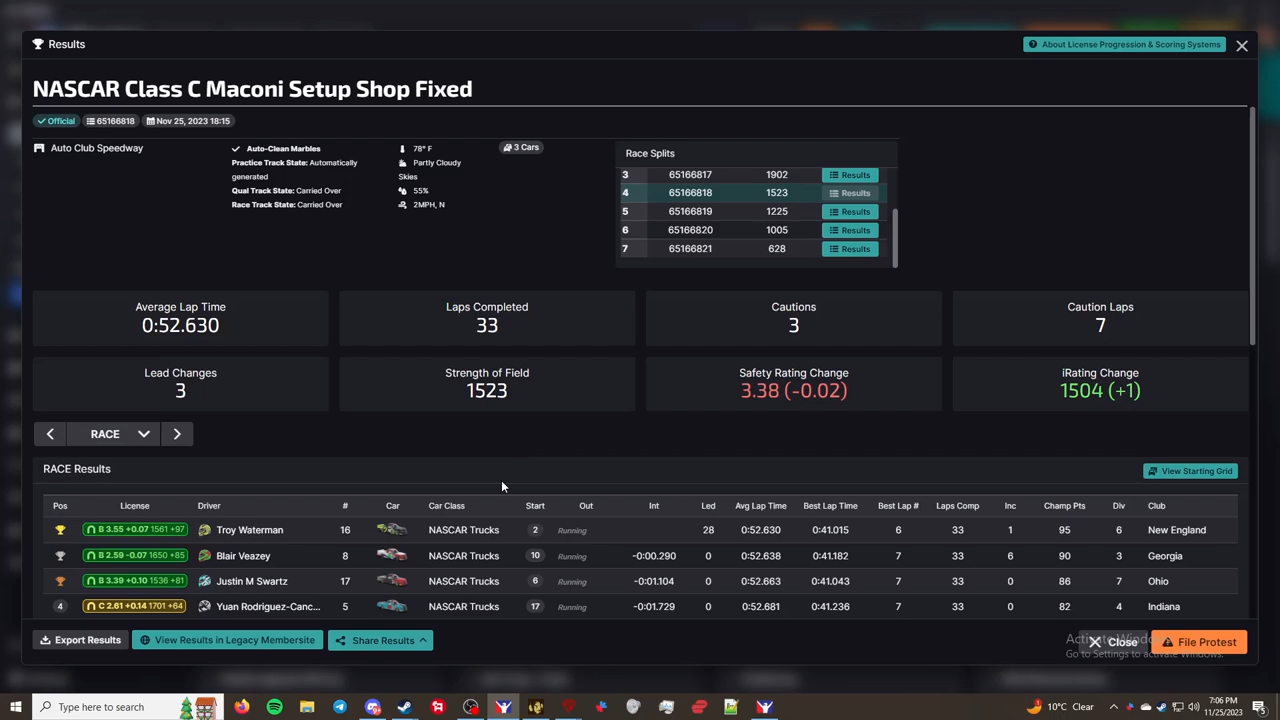 Results
About License Progression & Scoring Systems
NASCAR Class C Maconi Setup Shop Fixed
Official 65166818 Nov 25, 2023 18:15
Auto Club Speedway
Auto-Clean Marbles
Practice Track State: Automatically
generated
Qual Track State: Carried Over
Race Track State: Carried Over
78° F
Partly Cloudy
Skies
55%
2MPH, N
3 Cars
Race Splits
3 65166817 1902 Results
4 65166818 1523 Results
5 65166819 1225 Results
6 65166820 1005 Results
7 65166821 628 Results
Average Lap Time
0:52.630
Laps Completed
33
Cautions
3
Caution Laps
7
Lead Changes
3
Strength of Field
1523
Safety Rating Change
3.38 (-0.02)
iRating Change
1504 (+1)
RACE
RACE Results
View Starting Grid
Pos License Driver # Car Car Class Start Out Int Led Avg Lap Time Best Lap Time Best Lap # Laps Comp Inc Champ Pts Div Club
B 3.55 +0.07 1561 +97 Troy Waterman 16 NASCAR Trucks 2 Running 28 0:52.630 0:41.015 6 33 1 95 6 New England
B 2.59 -0.07 1650 +85 Blair Veazey 8 NASCAR Trucks 10 Running -0:00.290 0 0:52.638 0:41.182 7 33 6 90 3 Georgia
B 3.39 +0.10 1536 +81 Justin M Swartz 17 NASCAR Trucks 6 Running -0:01.104 0 0:52.663 0:41.043 7 33 0 86 7 Ohio
4 C 2.61 +0.14 1701 +64 Yuan Rodriguez-Canc... 5 NASCAR Trucks 17 Running -0:01.729 0 0:52.681 0:41.236 7 33 0 82 4 Indiana
Export Results
View Results in Legacy Membersite
Share Results
Close
File Protest
Go to Settings to activate Windows.
Type here to search
10°C Clear
7:06 PM
11/25/2023